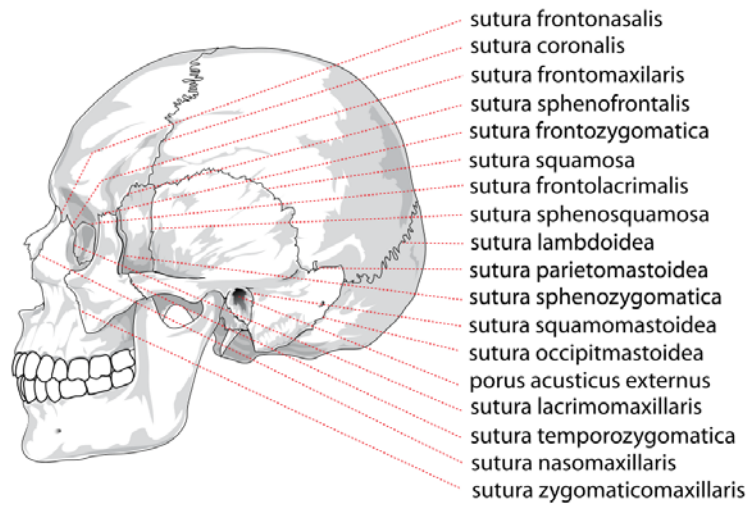 sutura frontonasalis
sutura coronalis
sutura frontomaxilaris
sutura sphenofrontalis
sutura frontozygomatica
sutura squamosa
sutura frontolacrimalis
sutura sphenosquamosa
sutura lambdoidea
sutura parietomastoidea
sutura sphenozygomatica
sutura squamomastoidea
sutura occipitmastoidea
porus acusticus externus
sutura lacrimomaxillaris
sutura temporozygomatica
sutura nasomaxillaris
sutura zygomaticomaxillaris